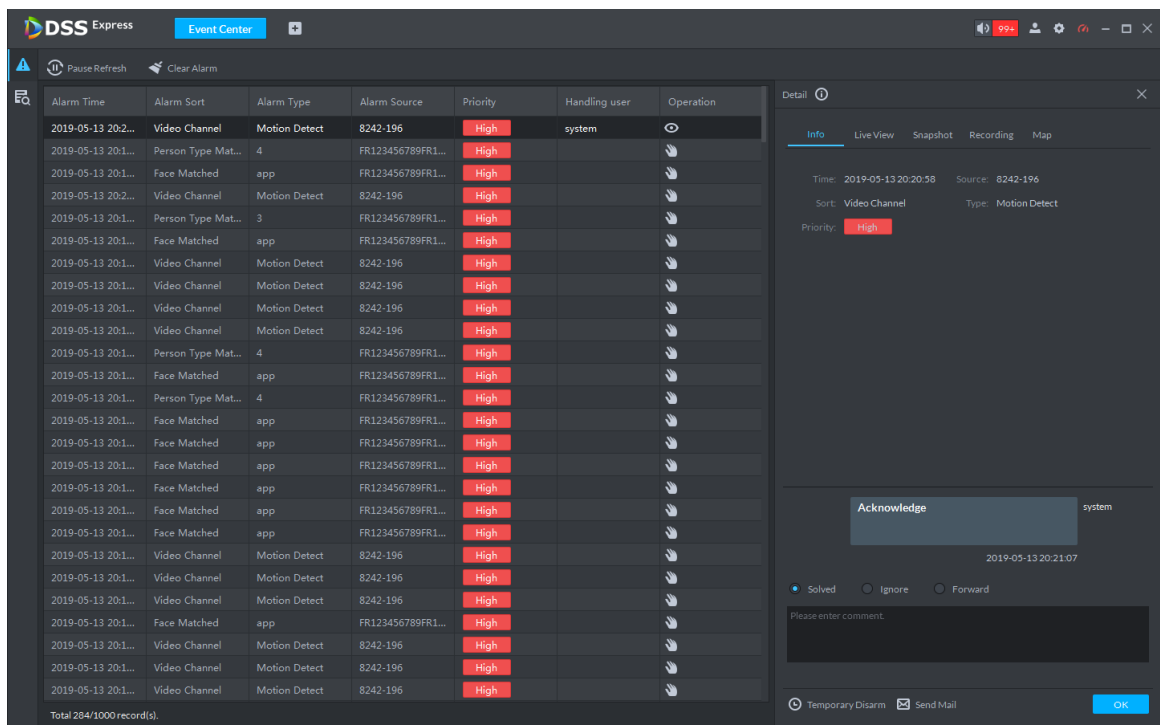 DSS Express Event Center 99+
Pause Refresh Clear Alarm
Alarm Time Alarm Sort Alarm Type Alarm Source Priority Handling user Operation
2019-05-13 20:2... Video Channel Motion Detect 8242-196 High system
2019-05-13 20:1... Person Type Mat... 4 FR123456789FR1... High
2019-05-13 20:1... Face Matched app FR123456789FR1... High
2019-05-13 20:2... Video Channel Motion Detect 8242-196 High
2019-05-13 20:1... Person Type Mat... 3 FR123456789FR1... High
2019-05-13 20:1... Face Matched app FR123456789FR1... High
2019-05-13 20:1... Video Channel Motion Detect 8242-196 High
2019-05-13 20:1... Video Channel Motion Detect 8242-196 High
2019-05-13 20:1... Video Channel Motion Detect 8242-196 High
2019-05-13 20:1... Person Type Mat... 4 FR123456789FR1... High
2019-05-13 20:1... Face Matched app FR123456789FR1... High
2019-05-13 20:1... Person Type Mat... 4 FR123456789FR1... High
2019-05-13 20:1... Face Matched app FR123456789FR1... High
2019-05-13 20:1... Face Matched app FR123456789FR1... High
2019-05-13 20:1... Face Matched app FR123456789FR1... High
2019-05-13 20:1... Face Matched app FR123456789FR1... High
2019-05-13 20:1... Face Matched app FR123456789FR1... High
2019-05-13 20:1... Face Matched app FR123456789FR1... High
2019-05-13 20:1... Video Channel Motion Detect 8242-196 High
2019-05-13 20:1... Video Channel Motion Detect 8242-196 High
2019-05-13 20:1... Video Channel Motion Detect 8242-196 High
2019-05-13 20:1... Face Matched app FR123456789FR1... High
2019-05-13 20:1... Video Channel Motion Detect 8242-196 High
2019-05-13 20:1... Video Channel Motion Detect 8242-196 High
2019-05-13 20:1... Video Channel Motion Detect 8242-196 High
Total 284/1000 record(s).
Detail
Info Live View Snapshot Recording Map
Time: 2019-05-13 20:20:58 Source: 8242-196
Sort: Video Channel Type: Motion Detect
Priority: High
Acknowledge system
2019-05-13 20:21:07
Solved Ignore Forward
Please enter comment.
Temporary Disarm Send Mail OK